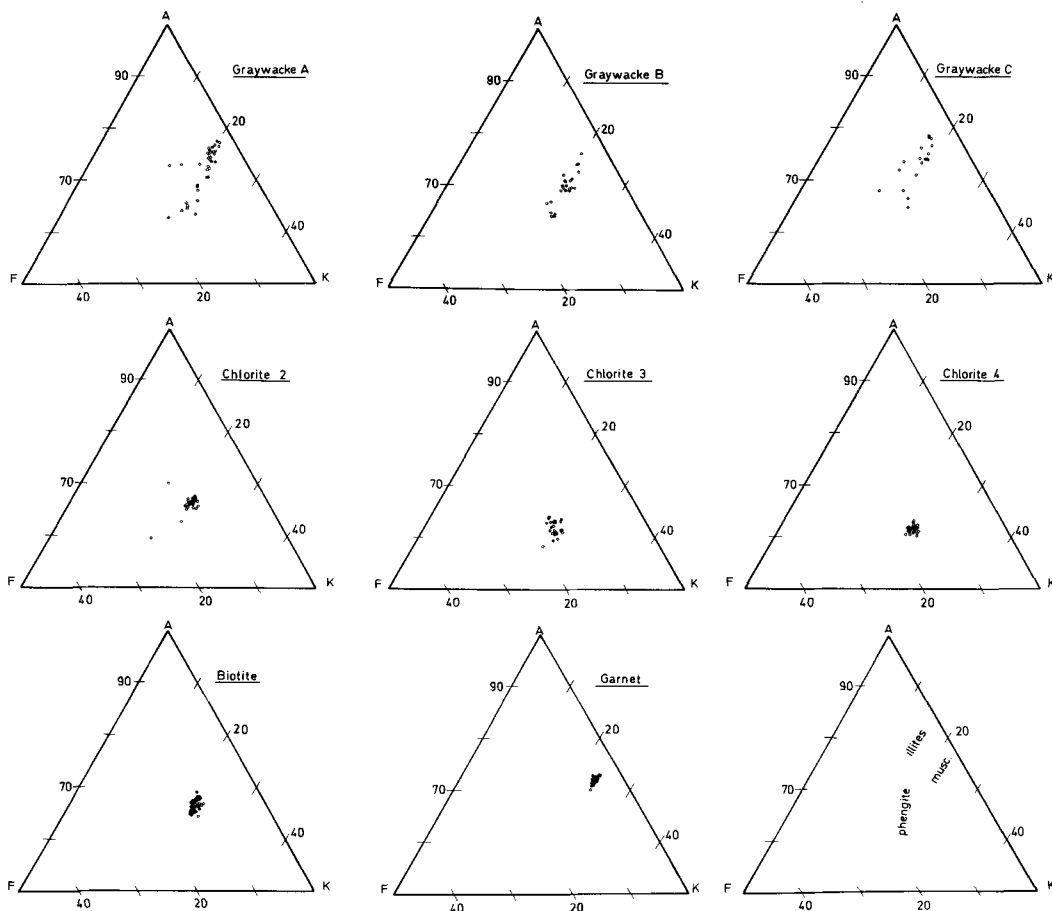 A
Graywacke A
90
20
70
40
F
K
40
20
A
Graywacke B
80
20
70
40
F
K
40
20
A
Graywacke C
90
20
70
40
F
K
40
20
A
Chlorite 2
90
20
70
40
F
K
40
20
A
Chlorite 3
90
20
70
40
F
K
40
20
A
Chlorite 4
90
20
70
40
F
K
40
20
A
Biotite
90
20
70
40
F
K
40
20
A
Garnet
90
20
70
40
F
K
40
20
A
90
20
illites
musc.
70
phengite
40
F
K
40
20